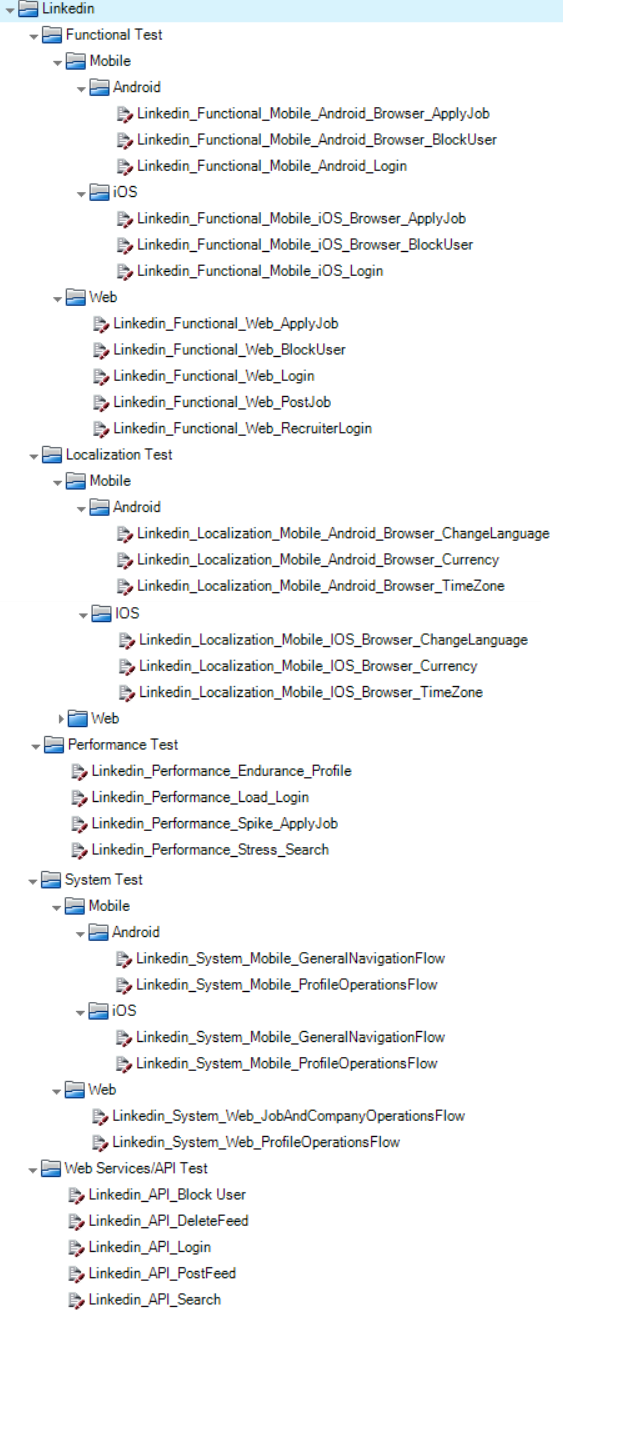 Linkedin
Functional Test
Mobile
Android
Linkedin_Functional_Mobile_Android_Browser_ApplyJob
Linkedin_Functional_Mobile_Android_Browser_BlockUser
Linkedin_Functional_Mobile_Android_Login
iOS
Linkedin_Functional_Mobile_iOS_Browser_ApplyJob
Linkedin_Functional_Mobile_iOS_Browser_BlockUser
Linkedin_Functional_Mobile_iOS_Login
Web
Linkedin_Functional_Web_ApplyJob
Linkedin_Functional_Web_BlockUser
Linkedin_Functional_Web_Login
Linkedin_Functional_Web_PostJob
Linkedin_Functional_Web_RecruiterLogin
Localization Test
Mobile
Android
Linkedin_Localization_Mobile_Android_Browser_ChangeLanguage
Linkedin_Localization_Mobile_Android_Browser_Currency
Linkedin_Localization_Mobile_Android_Browser_TimeZone
IOS
Linkedin_Localization_Mobile_IOS_Browser_ChangeLanguage
Linkedin_Localization_Mobile_IOS_Browser_Currency
Linkedin_Localization_Mobile_IOS_Browser_TimeZone
Web
Performance Test
Linkedin_Performance_Endurance_Profile
Linkedin_Performance_Load_Login
Linkedin_Performance_Spike_ApplyJob
Linkedin_Performance_Stress_Search
System Test
Mobile
Android
Linkedin_System_Mobile_GeneralNavigationFlow
Linkedin_System_Mobile_ProfileOperationsFlow
iOS
Linkedin_System_Mobile_GeneralNavigationFlow
Linkedin_System_Mobile_ProfileOperationsFlow
Web
Linkedin_System_Web_JobAndCompanyOperationsFlow
Linkedin_System_Web_ProfileOperationsFlow
Web Services/API Test
Linkedin_API_Block User
Linkedin_API_DeleteFeed
Linkedin_API_Login
Linkedin_API_PostFeed
Linkedin_API_Search